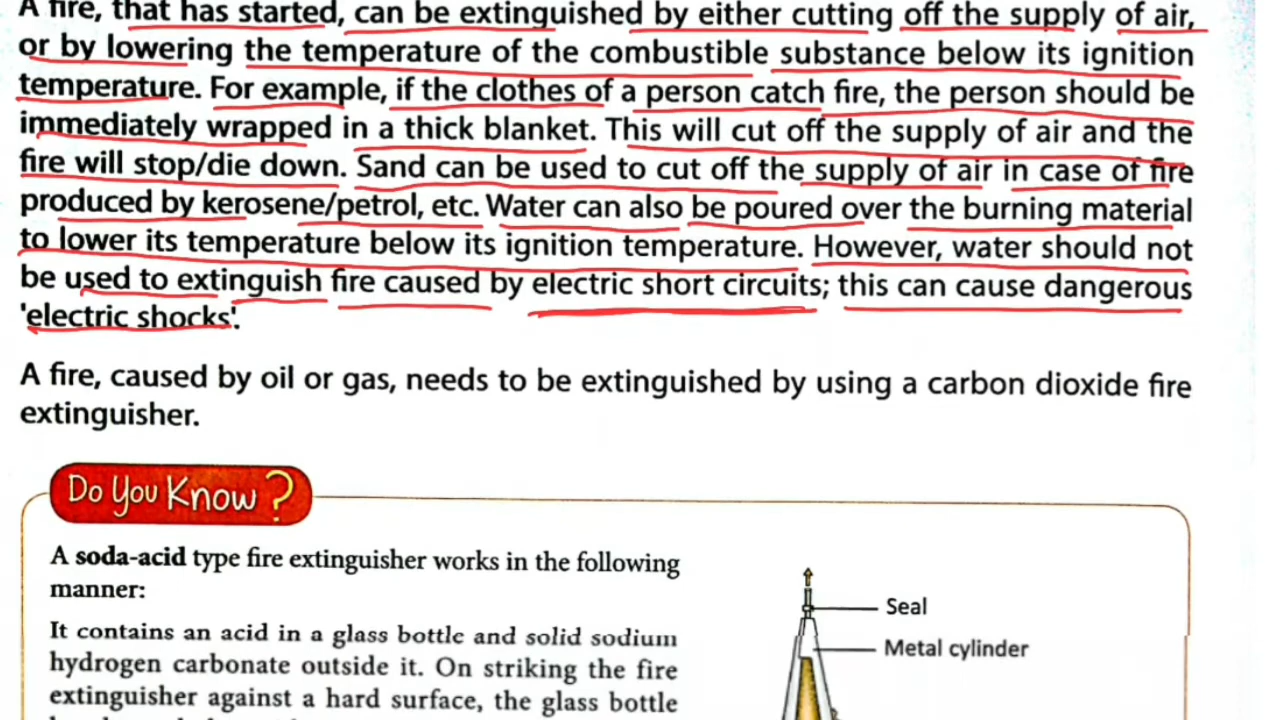 A fire, that has started, can be extinguished by either cutting off the supply of air,
or by lowering the temperature of the combustible substance below its ignition
temperature. For example, if the clothes of a person catch fire, the person should be
immediately wrapped in a thick blanket. This will cut off the supply of air and the
fire will stop/die down. Sand can be used to cut off the supply of air in case of fire
produced by kerosene/petrol, etc. Water can also be poured over the burning material
to lower its temperature below its ignition temperature. However, water should not
be used to extinguish fire caused by electric short circuits; this can cause dangerous
'electric shocks'.
A fire, caused by oil or gas, needs to be extinguished by using a carbon dioxide fire
extinguisher.
Do You Know ?
A soda-acid type fire extinguisher works in the following
manner:
It contains an acid in a glass bottle and solid sodium
hydrogen carbonate outside it. On striking the fire
extinguisher against a hard surface, the glass bottle
Seal
Metal cylinder